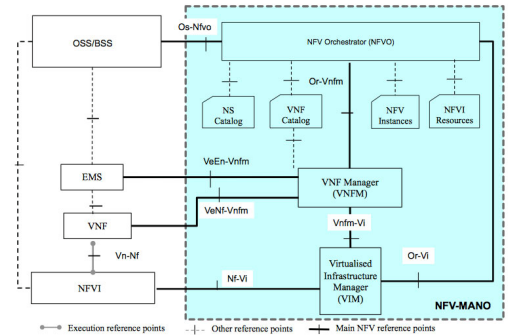 Os-Nfvo
OSS/BSS
NFV Orchestrator (NFVO)
Or-Vnfm
NS
Catalog
VNF
Catalog
NFV
Instances
NFVI
Resources
VeEn-Vnfm
EMS
VNF Manager
(VNFM)
VeNf-Vnfm
VNF
Vnfm-Vi
Vn-Nf
Virtualised
Infrastructure
Manager
(VIM)
Or-Vi
Nf-Vi
NFVI
NFV-MANO
Execution reference points
Other reference points
Main NFV reference points